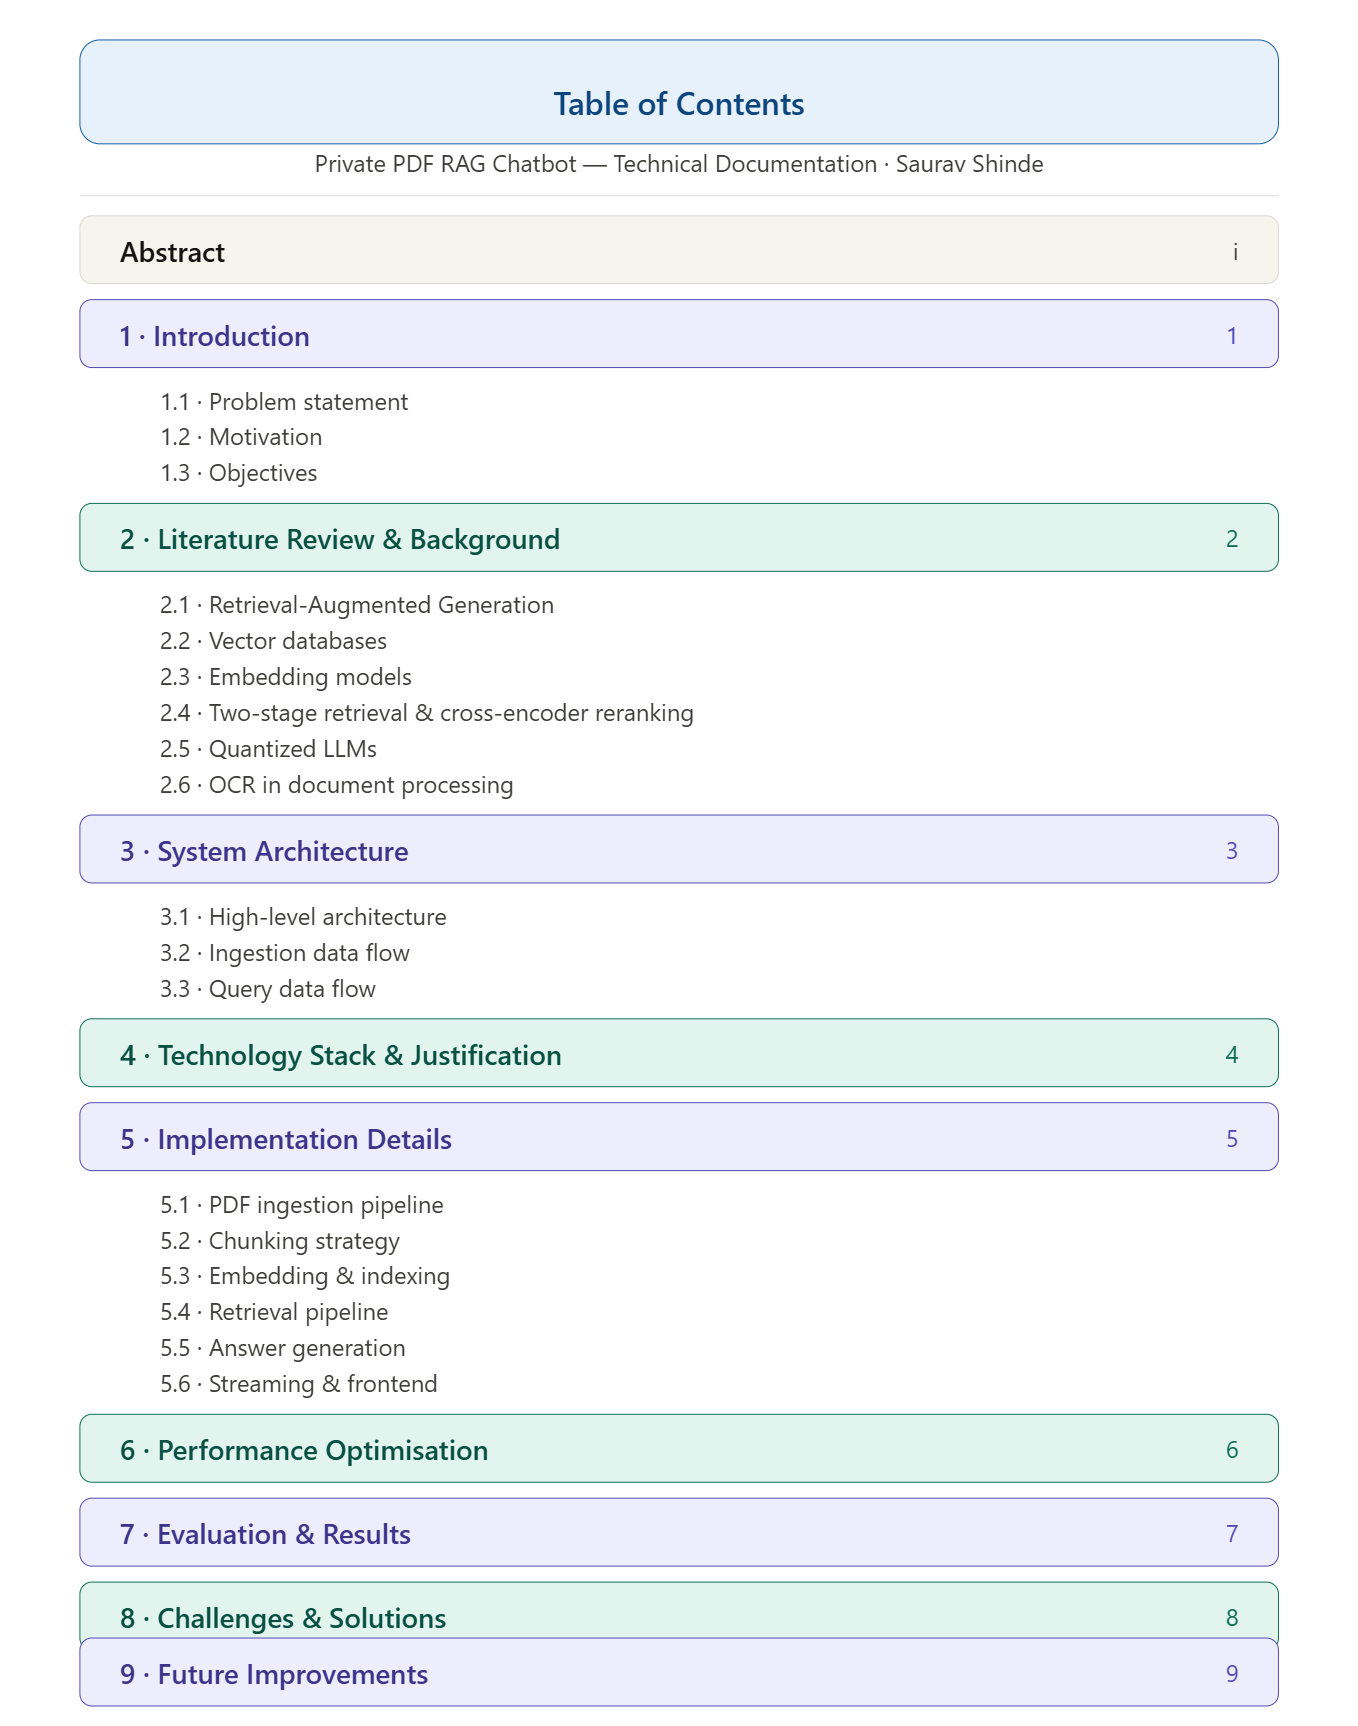 Table of Contents
Private PDF RAG Chatbot — Technical Documentation · Saurav Shinde
Abstract i
1 · Introduction 1
1.1 · Problem statement
1.2 · Motivation
1.3 · Objectives
2 · Literature Review & Background 2
2.1 · Retrieval-Augmented Generation
2.2 · Vector databases
2.3 · Embedding models
2.4 · Two-stage retrieval & cross-encoder reranking
2.5 · Quantized LLMs
2.6 · OCR in document processing
3 · System Architecture 3
3.1 · High-level architecture
3.2 · Ingestion data flow
3.3 · Query data flow
4 · Technology Stack & Justification 4
5 · Implementation Details 5
5.1 · PDF ingestion pipeline
5.2 · Chunking strategy
5.3 · Embedding & indexing
5.4 · Retrieval pipeline
5.5 · Answer generation
5.6 · Streaming & frontend
6 · Performance Optimisation 6
7 · Evaluation & Results 7
8 · Challenges & Solutions 8
9 · Future Improvements 9